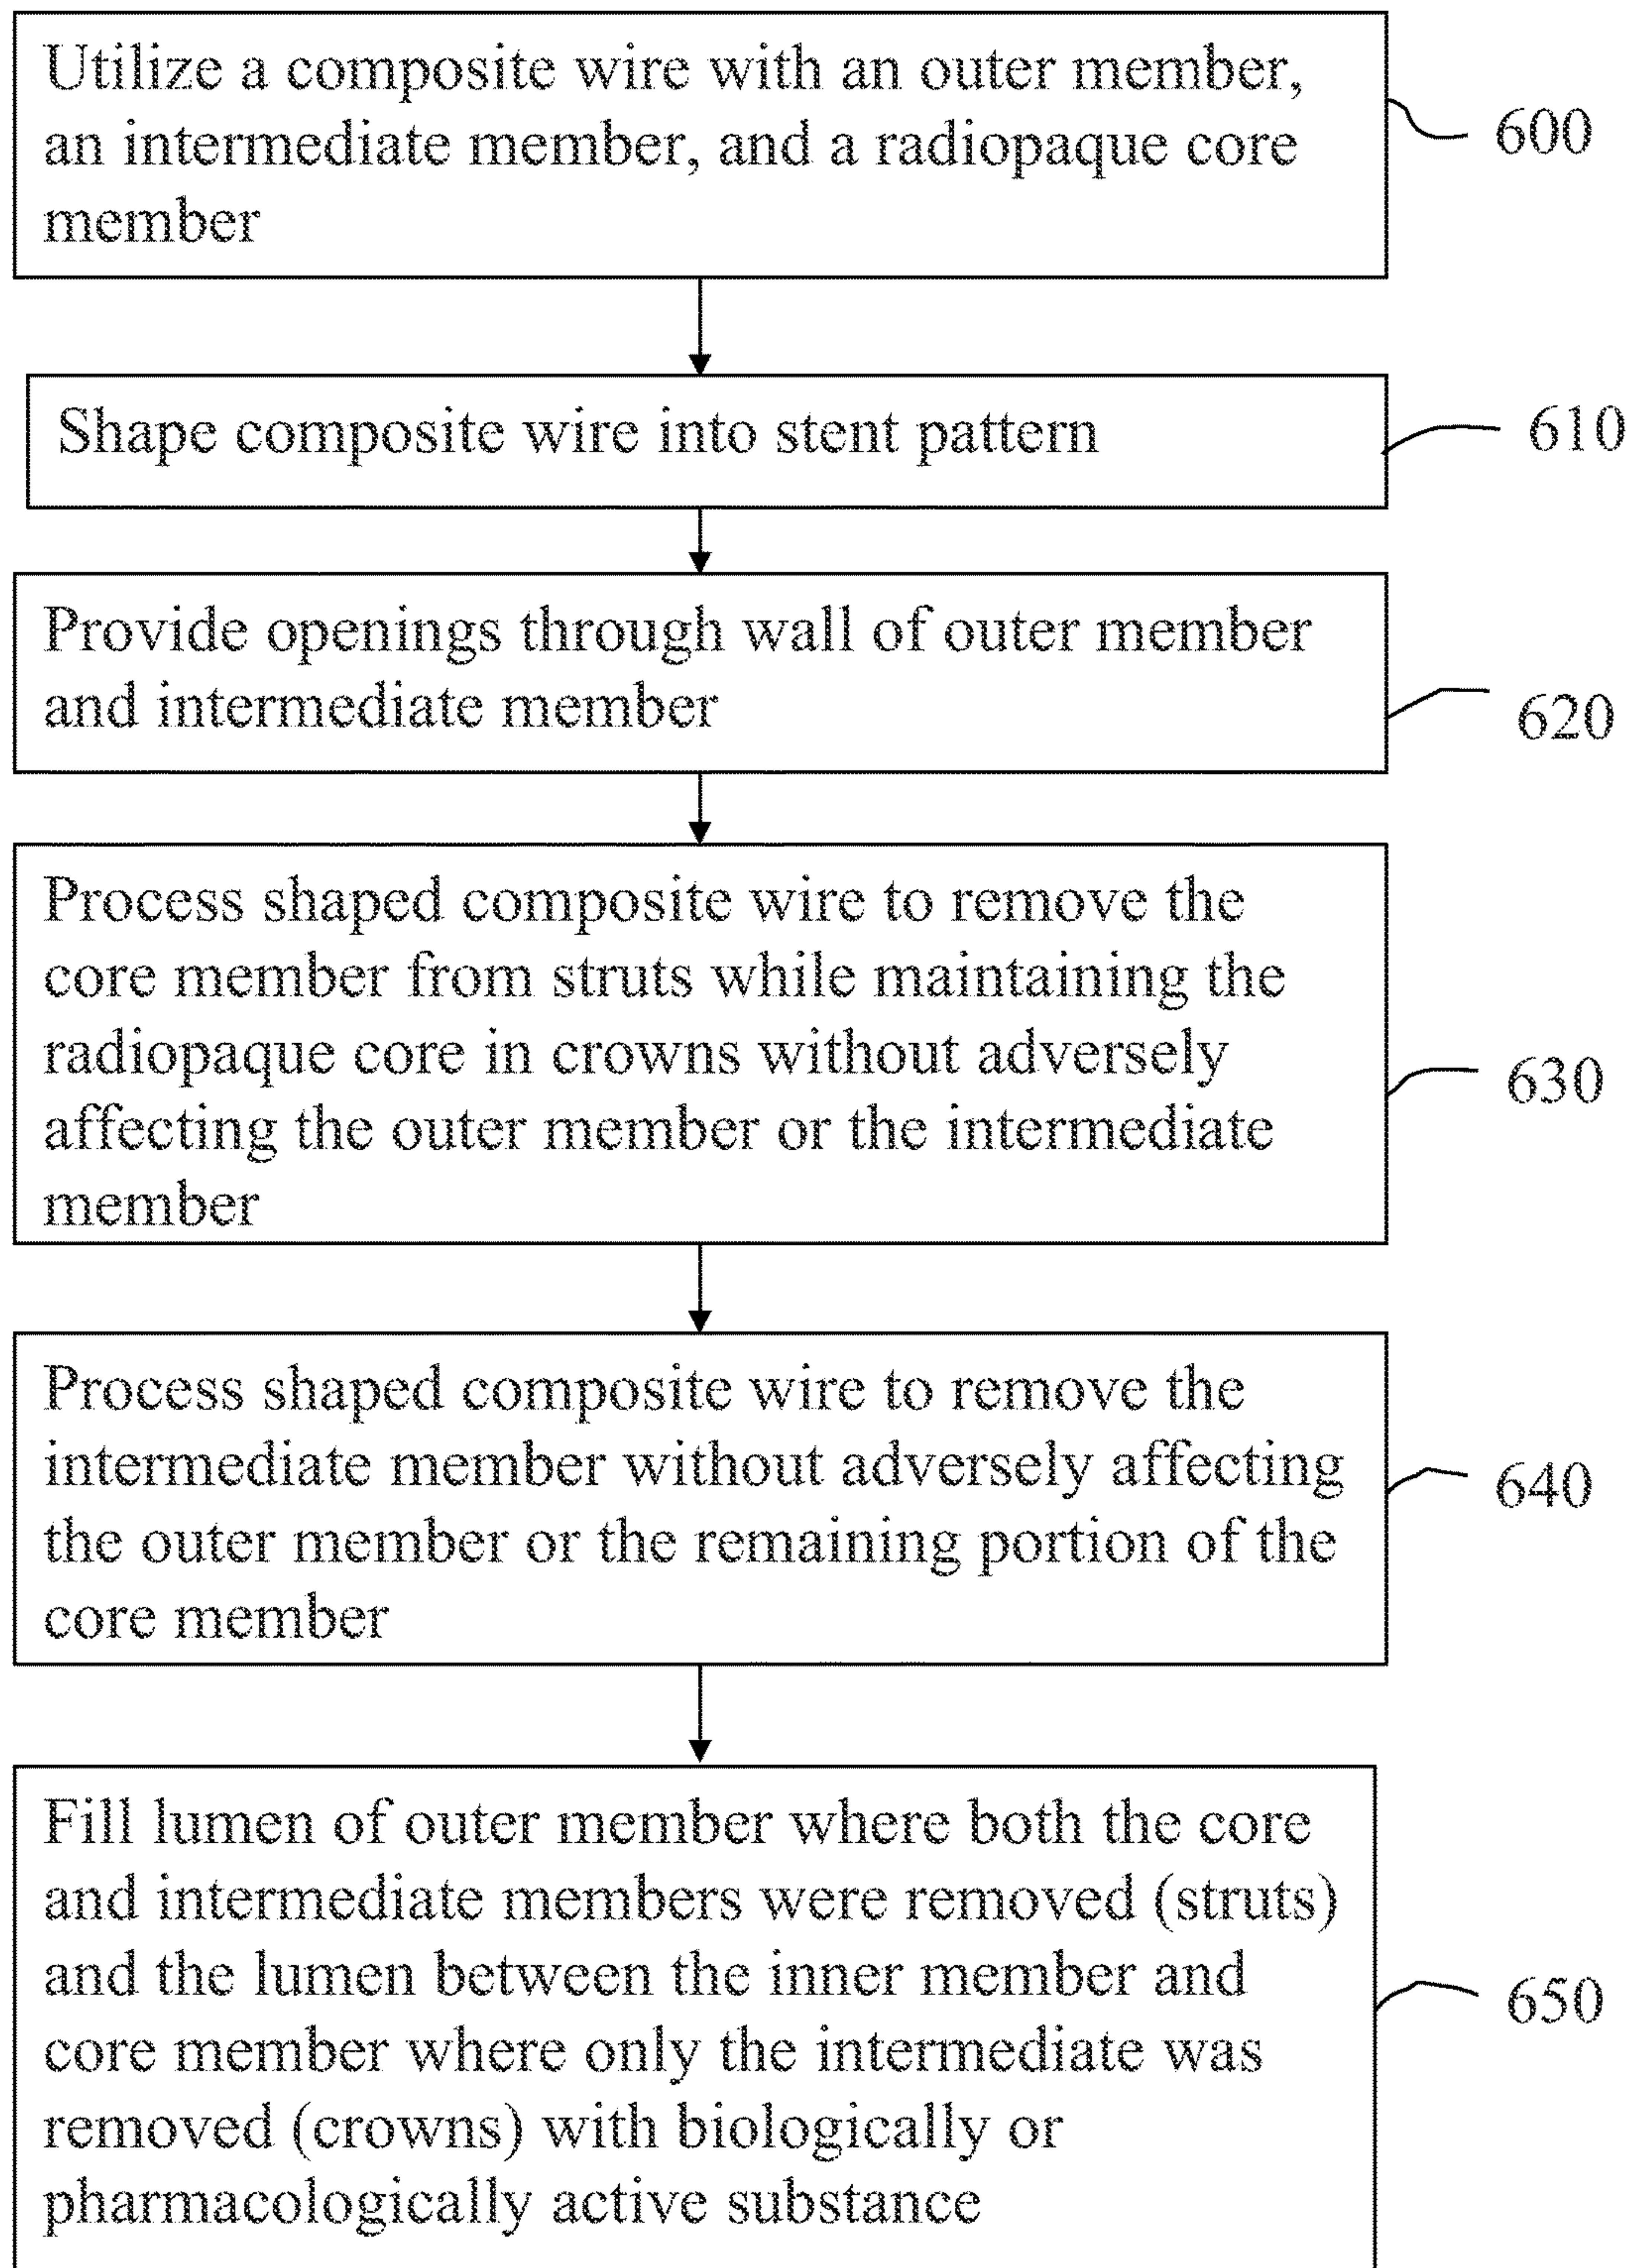 Utilize a composite wire with an outer member,
an intermediate member, and a radiopaque core
member
600
Shape composite wire into stent pattern
610
Provide openings through wall of outer member
and intermediate member
620
Process shaped composite wire to remove the
core member from struts while maintaining the
radiopaque core in crowns without adversely
affecting the outer member or the intermediate
member
630
Process shaped composite wire to remove the
intermediate member without adversely affecting
the outer member or the remaining portion of the
core member
640
Fill lumen of outer member where both the core
and intermediate members were removed (struts)
and the lumen between the inner member and
core member where only the intermediate was
removed (crowns) with biologically or
pharmacologically active substance
650